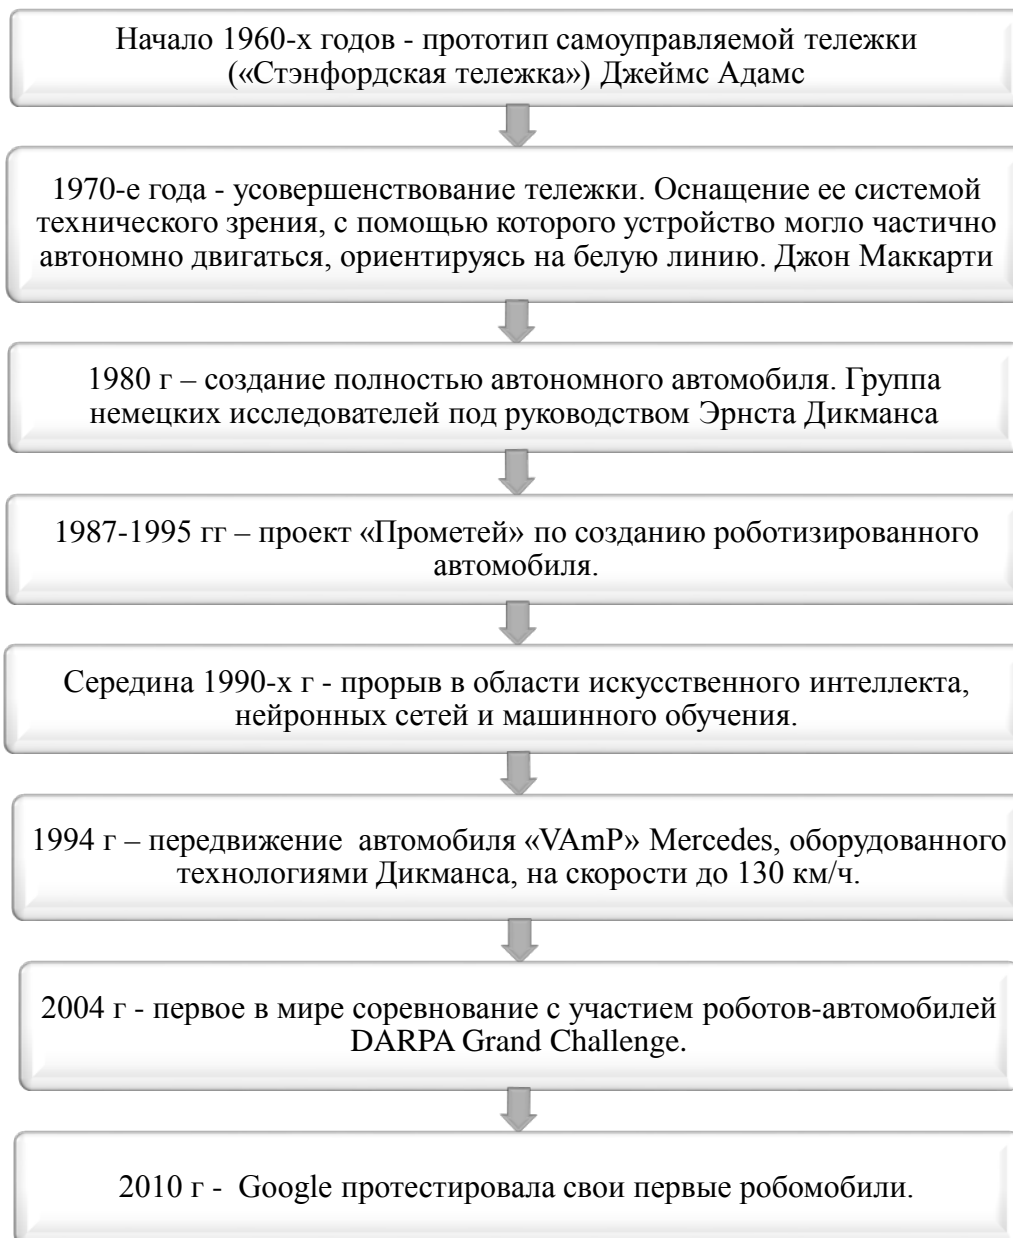 Начало 1960-х годов - прототип самоуправляемой тележки
(«Стэнфордская тележка») Джеймс Адамс
1970-е года - усовершенствование тележки. Оснащение ее системой
технического зрения, с помощью которого устройство могло частично
автономно двигаться, ориентируясь на белую линию. Джон Маккарти
1980 г – создание полностью автономного автомобиля. Группа
немецких исследователей под руководством Эрнста Дикманса
1987-1995 гг – проект «Прометей» по созданию роботизированного
автомобиля.
Середина 1990-х г - прорыв в области искусственного интеллекта,
нейронных сетей и машинного обучения.
1994 г – передвижение автомобиля «VAmP» Mercedes, оборудованного
технологиями Дикманса, на скорости до 130 км/ч.
2004 г - первое в мире соревнование с участием роботов-автомобилей
DARPA Grand Challenge.
2010 г - Google протестировала свои первые робомобили.